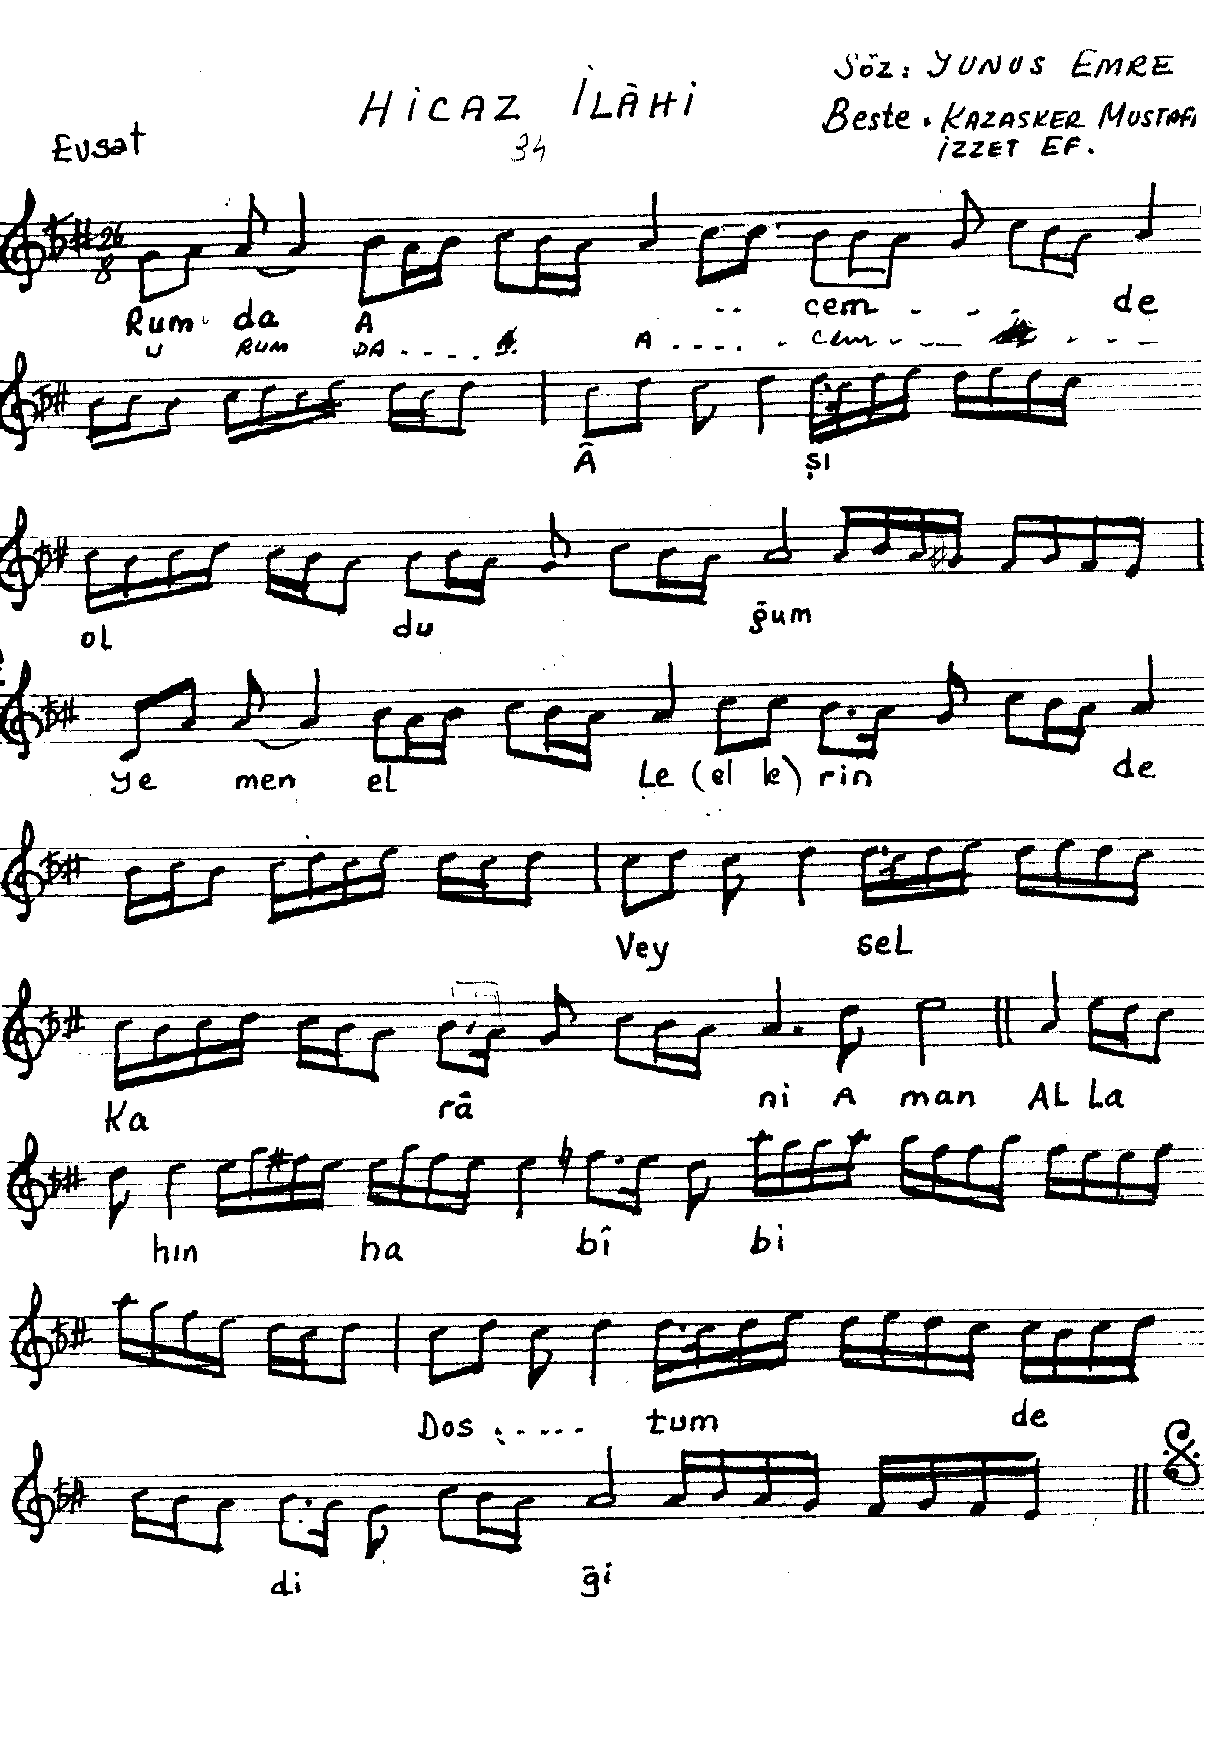 Söz: YUNUS EMRE
HİCAZ İLÂHİ
Beste. KAZASKER MUSTAFA
İZZET EF.
Evsat
34
26
8
Rum da A .. cem . . . . de
U RUM DA . . . . A . . . . . cem . . . . .
 şı
ol du ğum
Ye men el Le (el le) rin de
Vey sel
Ka râ ni A man AL La
hın ha bî bi
Dos ...... tum de
di ği